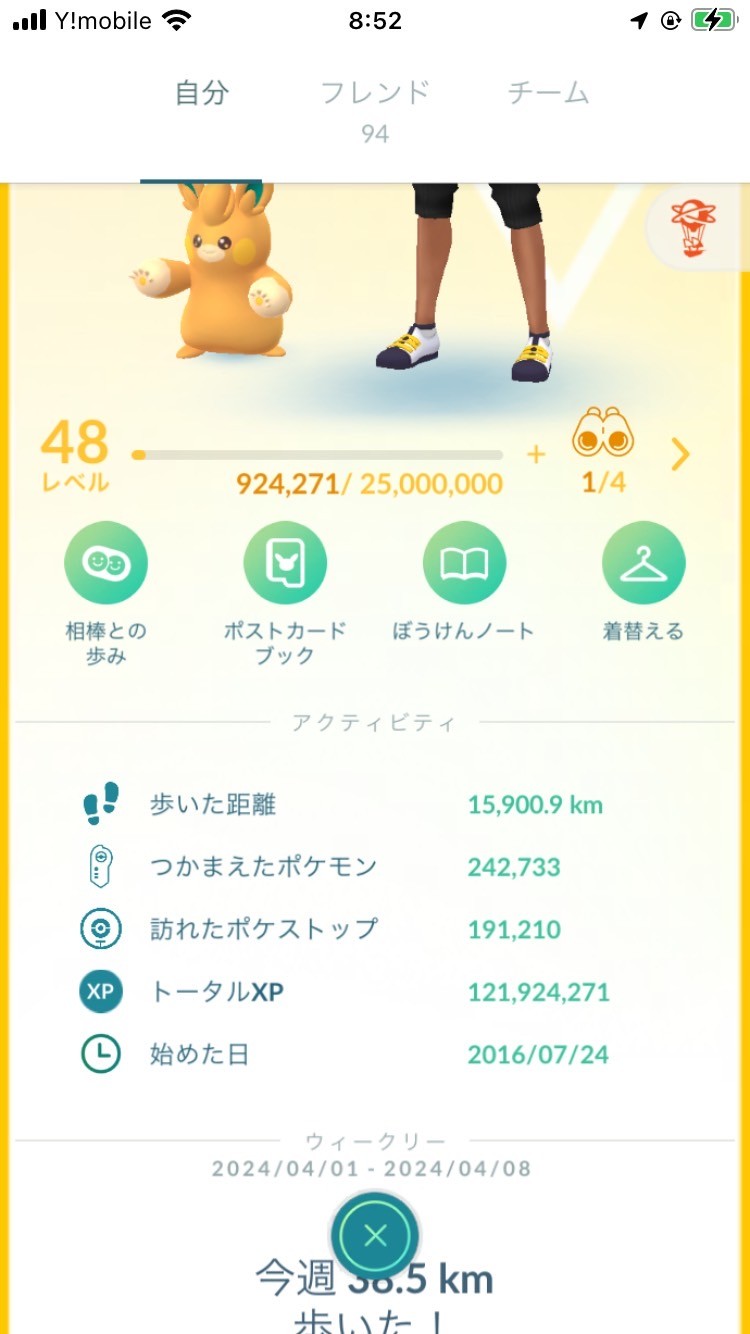 Y!mobile 8:52
自分 フレンド チーム
94
48
レベル
924,271/ 25,000,000
+
1/4
相棒との
歩み
ポストカード
ブック
ぼうけんノート
着替える
アクティビティ
歩いた距離 15,900.9 km
つかまえたポケモン 242,733
訪れたポケストップ 191,210
XP トータルXP 121,924,271
始めた日 2016/07/24
ウィークリー
2024/04/01 - 2024/04/08
今週 38.5 km
歩いた！